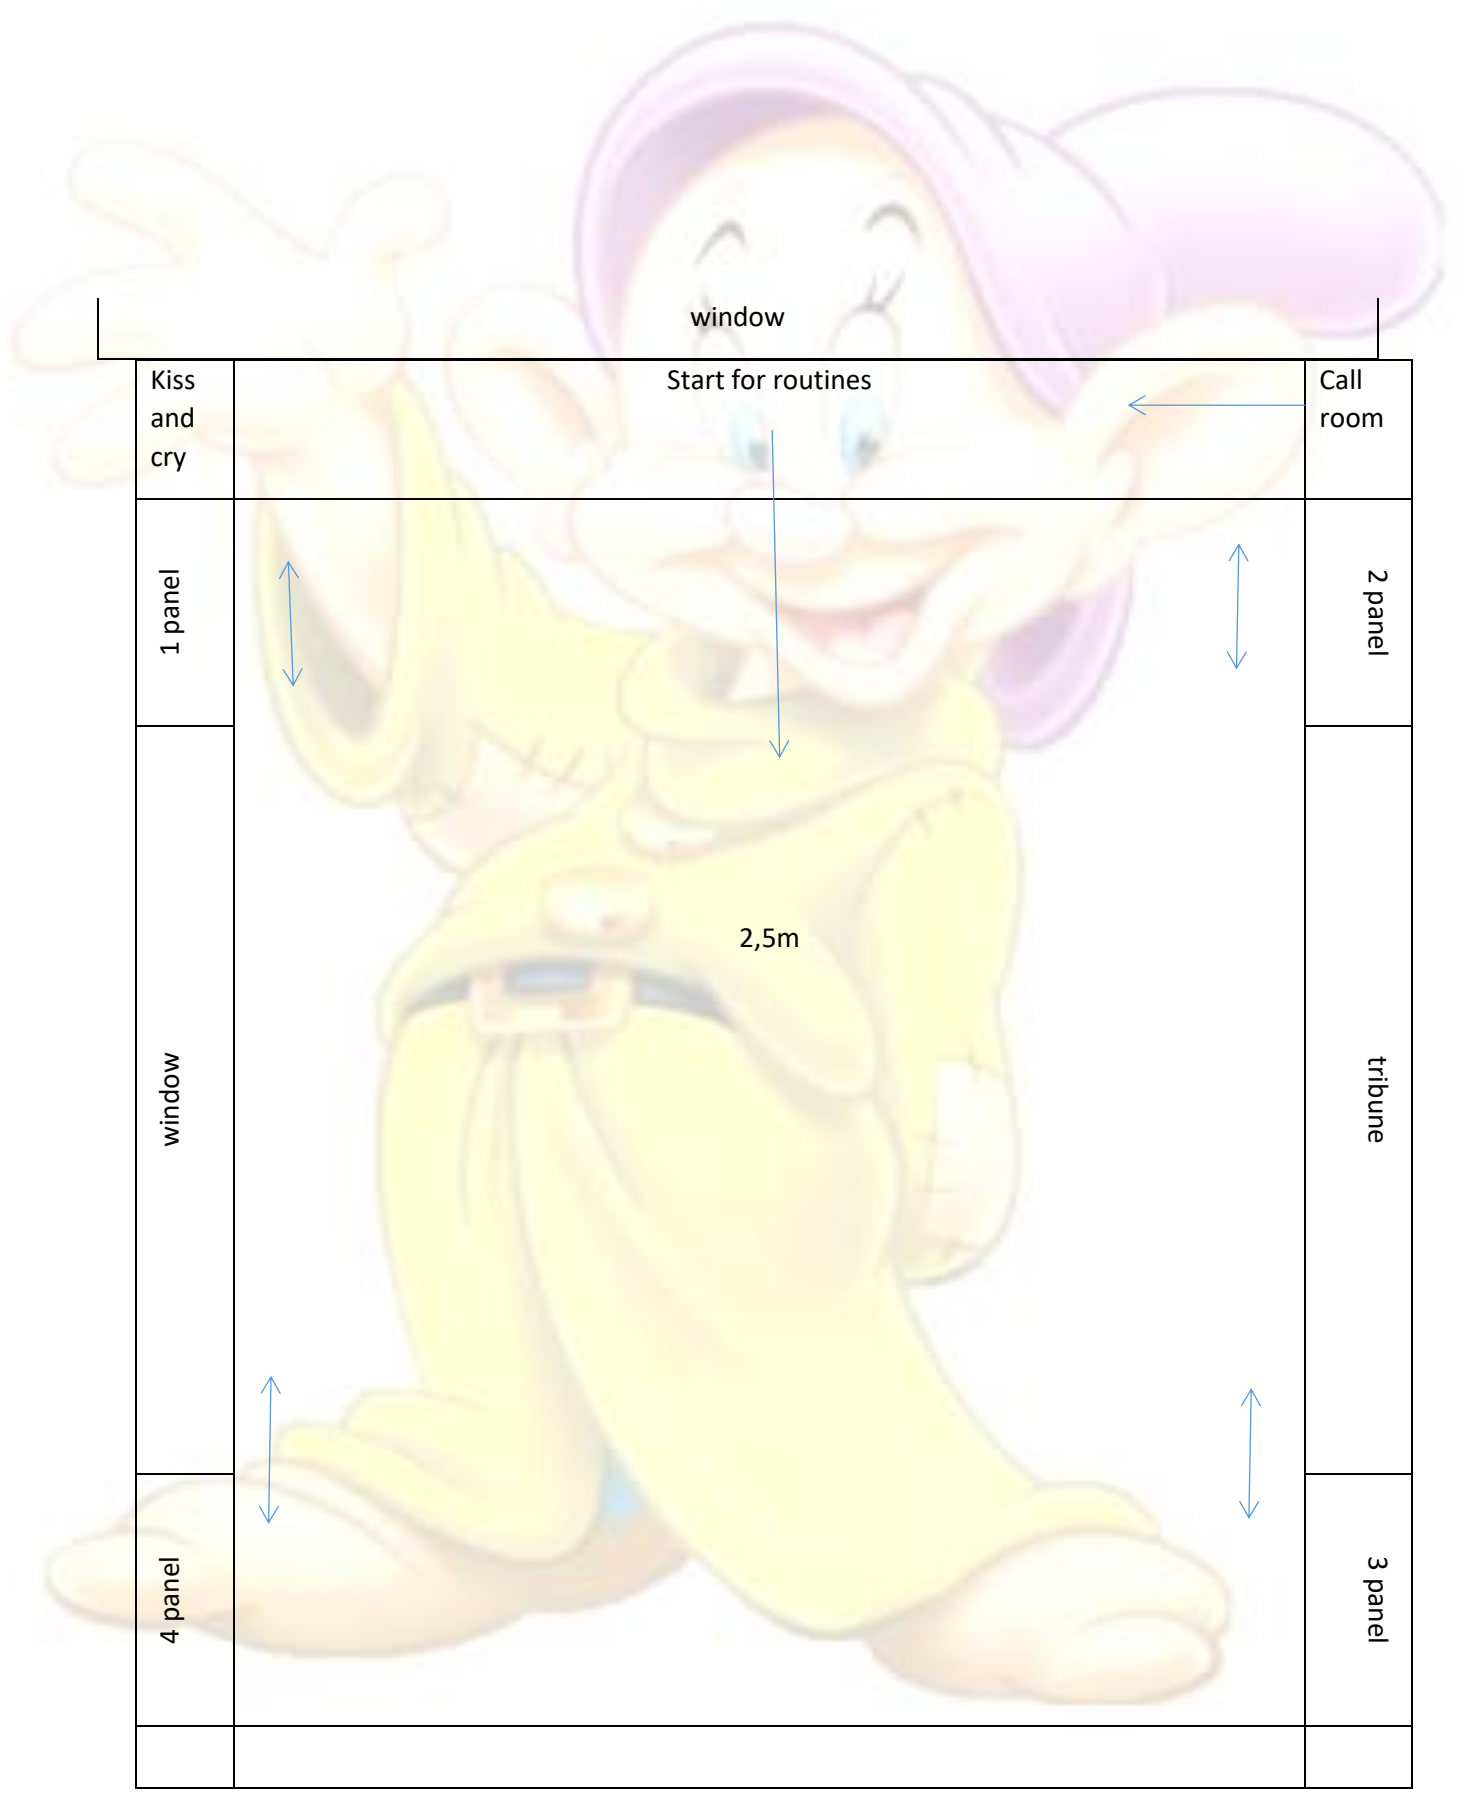 window
Kiss
and
cry
Start for routines
Call
room
1 panel
2 panel
2,5m
window
tribune
4 panel
3 panel